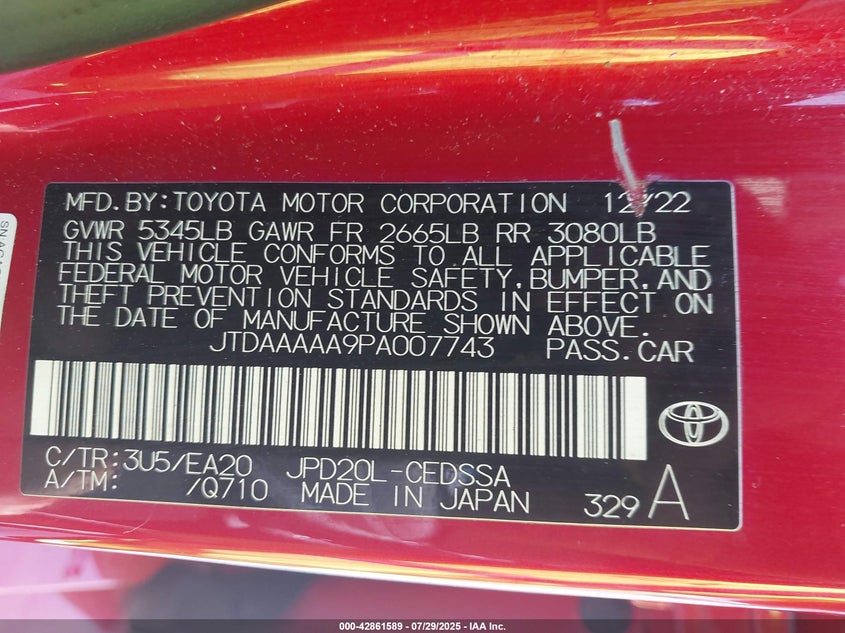 MFD. BY: TOYOTA MOTOR CORPORATION 12/22
GVWR 5345LB GAWR FR 2665LB RR 3080LB
THIS VEHICLE CONFORMS TO ALL APPLICABLE
FEDERAL MOTOR VEHICLE SAFETY, BUMPER, AND
THEFT PREVENTION STANDARDS IN EFFECT ON
THE DATE OF MANUFACTURE SHOWN ABOVE.
JTDAAAAA9PA007743 PASS. CAR
C/TR: 3U5/EA20 JPD20L-CEDSSA
A/TM: /Q710 MADE IN JAPAN 329 A
000-42861589 - 07/29/2025 - IAA Inc.